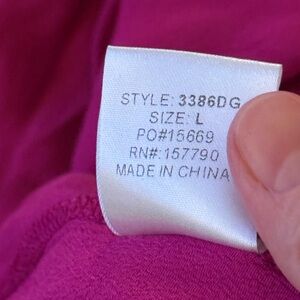 STYLE: 3386DG
SIZE: L
PO#15669
RN#: 157790
MADE IN CHINA